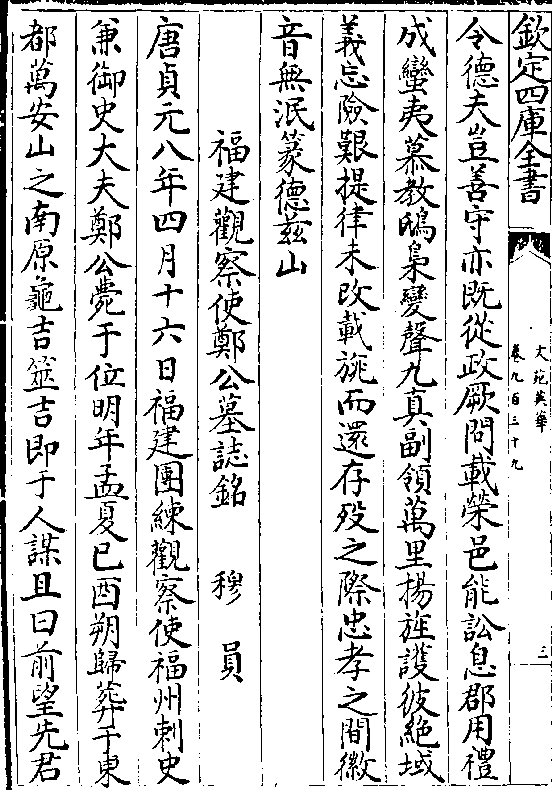 欽定四庫全書
文苑英華
卷九百三十九
三
令德夫豈善守亦既從政厥問載榮邑能訟息郡用禮
成蠻夷慕教鴟梟變聲九真副領萬里揚旌護彼絶域
義忘險艱提律未改載旐而還存歿之際忠孝之間徽
音無泯篆德兹山
福建觀察使鄭公墓誌銘 穆員
唐貞元八年四月十六日福建團練觀察使福州刺史
兼御史大夫鄭公薨于位明年孟夏已酉朔歸葬于東
都萬安山之南原龜吉筮吉即于人謀且曰前望先君